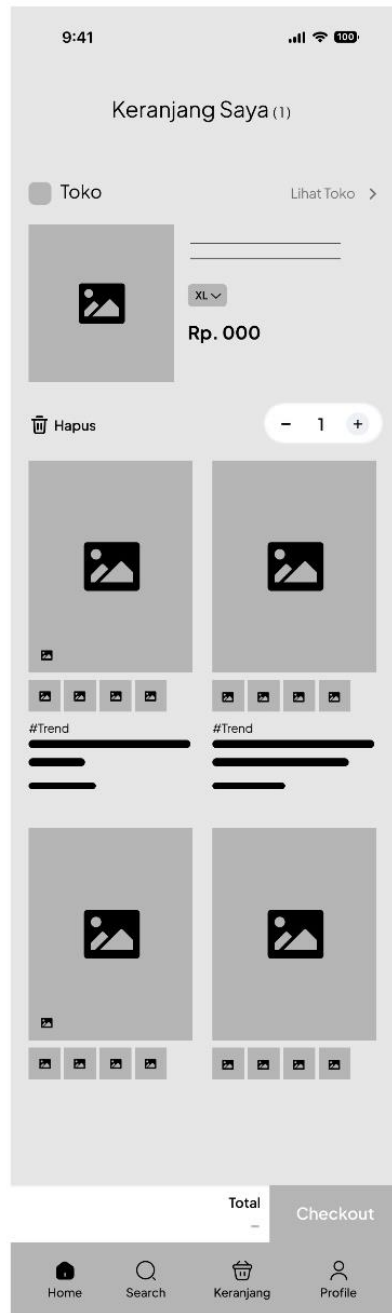 9:41
100
Keranjang Saya (1)
Toko
Lihat Toko
XL
Rp. 000
Hapus
- 1 +
#Trend
#Trend
Total
–
Checkout
Home
Search
Keranjang
Profile